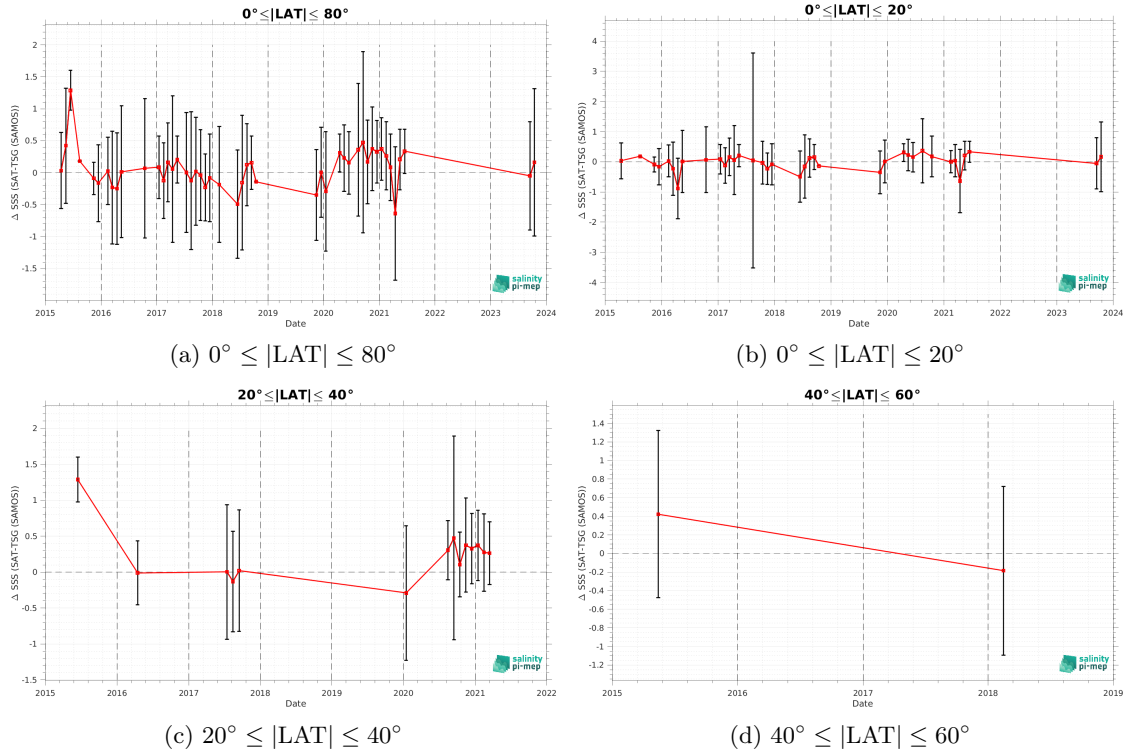 0°≤|LAT|≤ 80°
Δ SSS (SAT-TSG (SAMOS))
2
1.5
1
0.5
0
-0.5
-1
-1.5
2015 2016 2017 2018 2019 2020 2021 2022 2023 2024
Date
salinity
pi-mep
(a) 0° ≤ |LAT| ≤ 80°
0°≤|LAT|≤ 20°
Δ SSS (SAT-TSG (SAMOS))
4
3
2
1
0
-1
-2
-3
-4
2015 2016 2017 2018 2019 2020 2021 2022 2023 2024
Date
salinity
pi-mep
(b) 0° ≤ |LAT| ≤ 20°
20°≤|LAT|≤ 40°
Δ SSS (SAT-TSG (SAMOS))
2
1.5
1
0.5
0
-0.5
-1
-1.5
2015 2016 2017 2018 2019 2020 2021 2022
Date
salinity
pi-mep
(c) 20° ≤ |LAT| ≤ 40°
40°≤|LAT|≤ 60°
Δ SSS (SAT-TSG (SAMOS))
1.4
1.2
1
0.8
0.6
0.4
0.2
0
-0.2
-0.4
-0.6
-0.8
-1
-1.2
2015 2016 2017 2018 2019
Date
salinity
pi-mep
(d) 40° ≤ |LAT| ≤ 60°